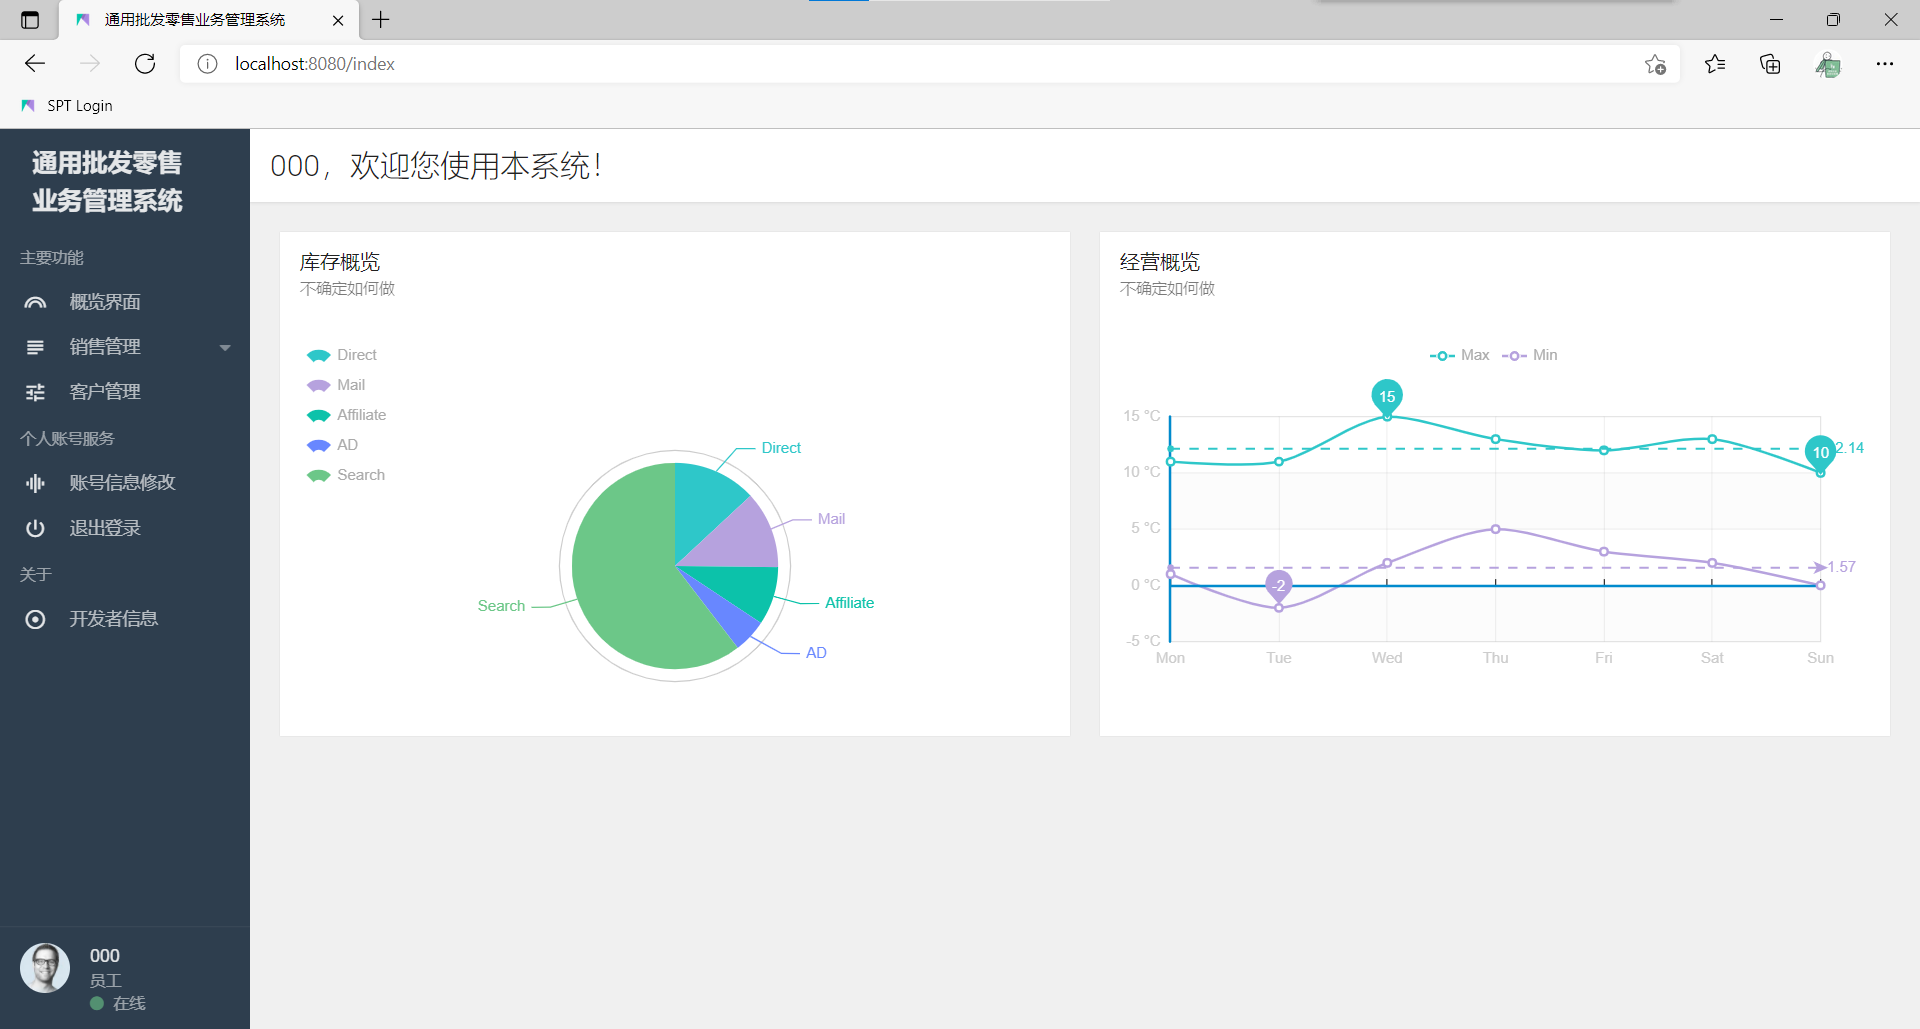 通用批发零售业务管理系统
localhost:8080/index
SPT Login
通用批发零售
业务管理系统
主要功能
概览界面
销售管理
客户管理
个人账号服务
账号信息修改
退出登录
关于
开发者信息
000
员工
在线
000，欢迎您使用本系统！
库存概览
不确定如何做
Direct
Mail
Affiliate
AD
Search
Direct
Mail
Affiliate
AD
Search
经营概览
不确定如何做
Max Min
15 °C
10 °C
5 °C
0 °C
-5 °C
15
10
2.14
-2
1.57
Mon Tue Wed Thu Fri Sat Sun